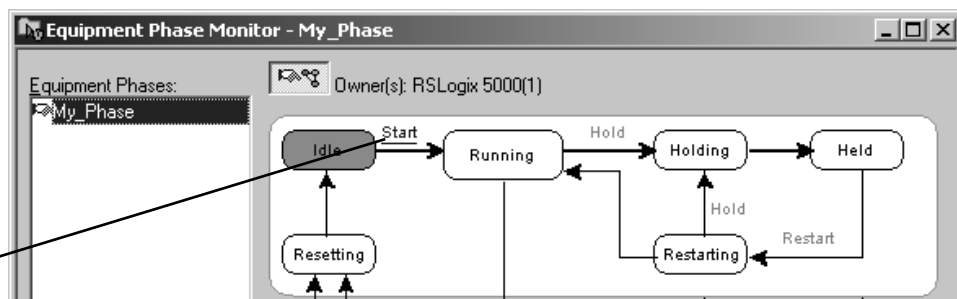 Equipment Phase Monitor - My_Phase
Equipment Phases:
Owner(s): RSLogix 5000(1)
My_Phase
Idle
Start
Running
Hold
Holding
Held
Hold
Resetting
Restarting
Restart